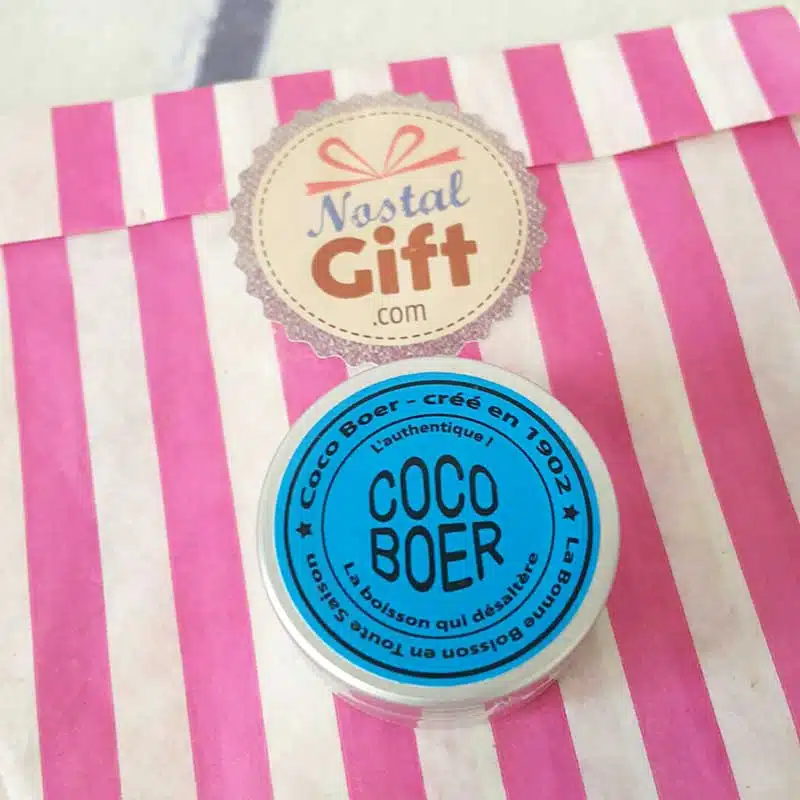 Nostal
Gift
.com
Coco Boer - créé en 1902 ★ La Bonne Boisson en Toute Saison ★
L'authentique !
COCO
BOER
La boisson qui désaltère